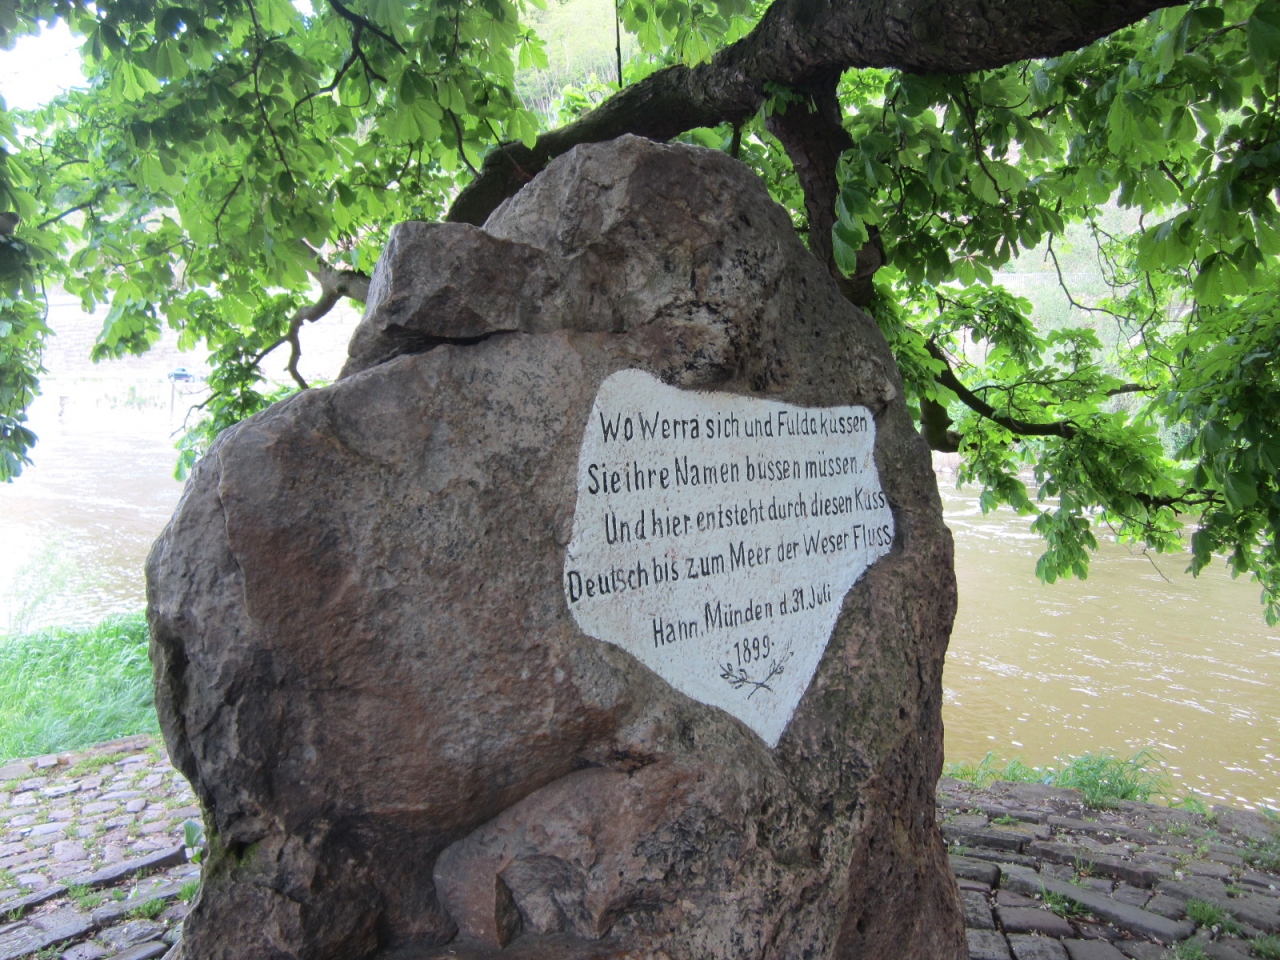 Wo Werra sich und Fulda küssen
Sie ihre Namen büssen müssen.
Und hier entsteht durch diesen Kuss
Deutsch bis zum Meer der Weser Fluss
Hann. Münden d. 31. Juli
1899.